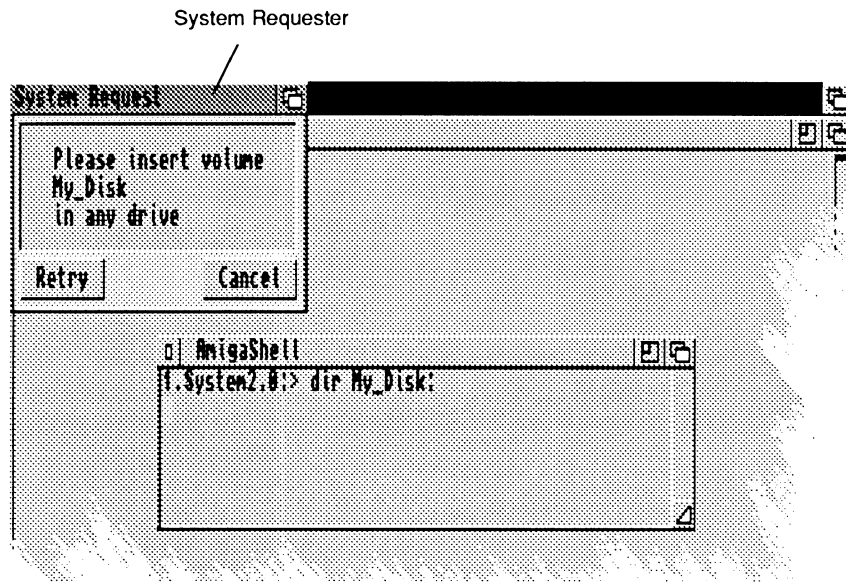 System Requester
System Request
Please insert volume
My_Disk
in any drive
Retry
Cancel
AmigaShell
1.System2.0:> dir My_Disk: